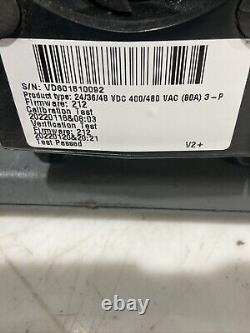 S/N: VD601610092
Product type: 24/36/48 VDC 400/480 VAC (80A) 3-P
Firmware: 212
Calibration Test
20220118&06:03
Verification Test
Firmware: 212
20220120&20:21
Test Passed
V2+